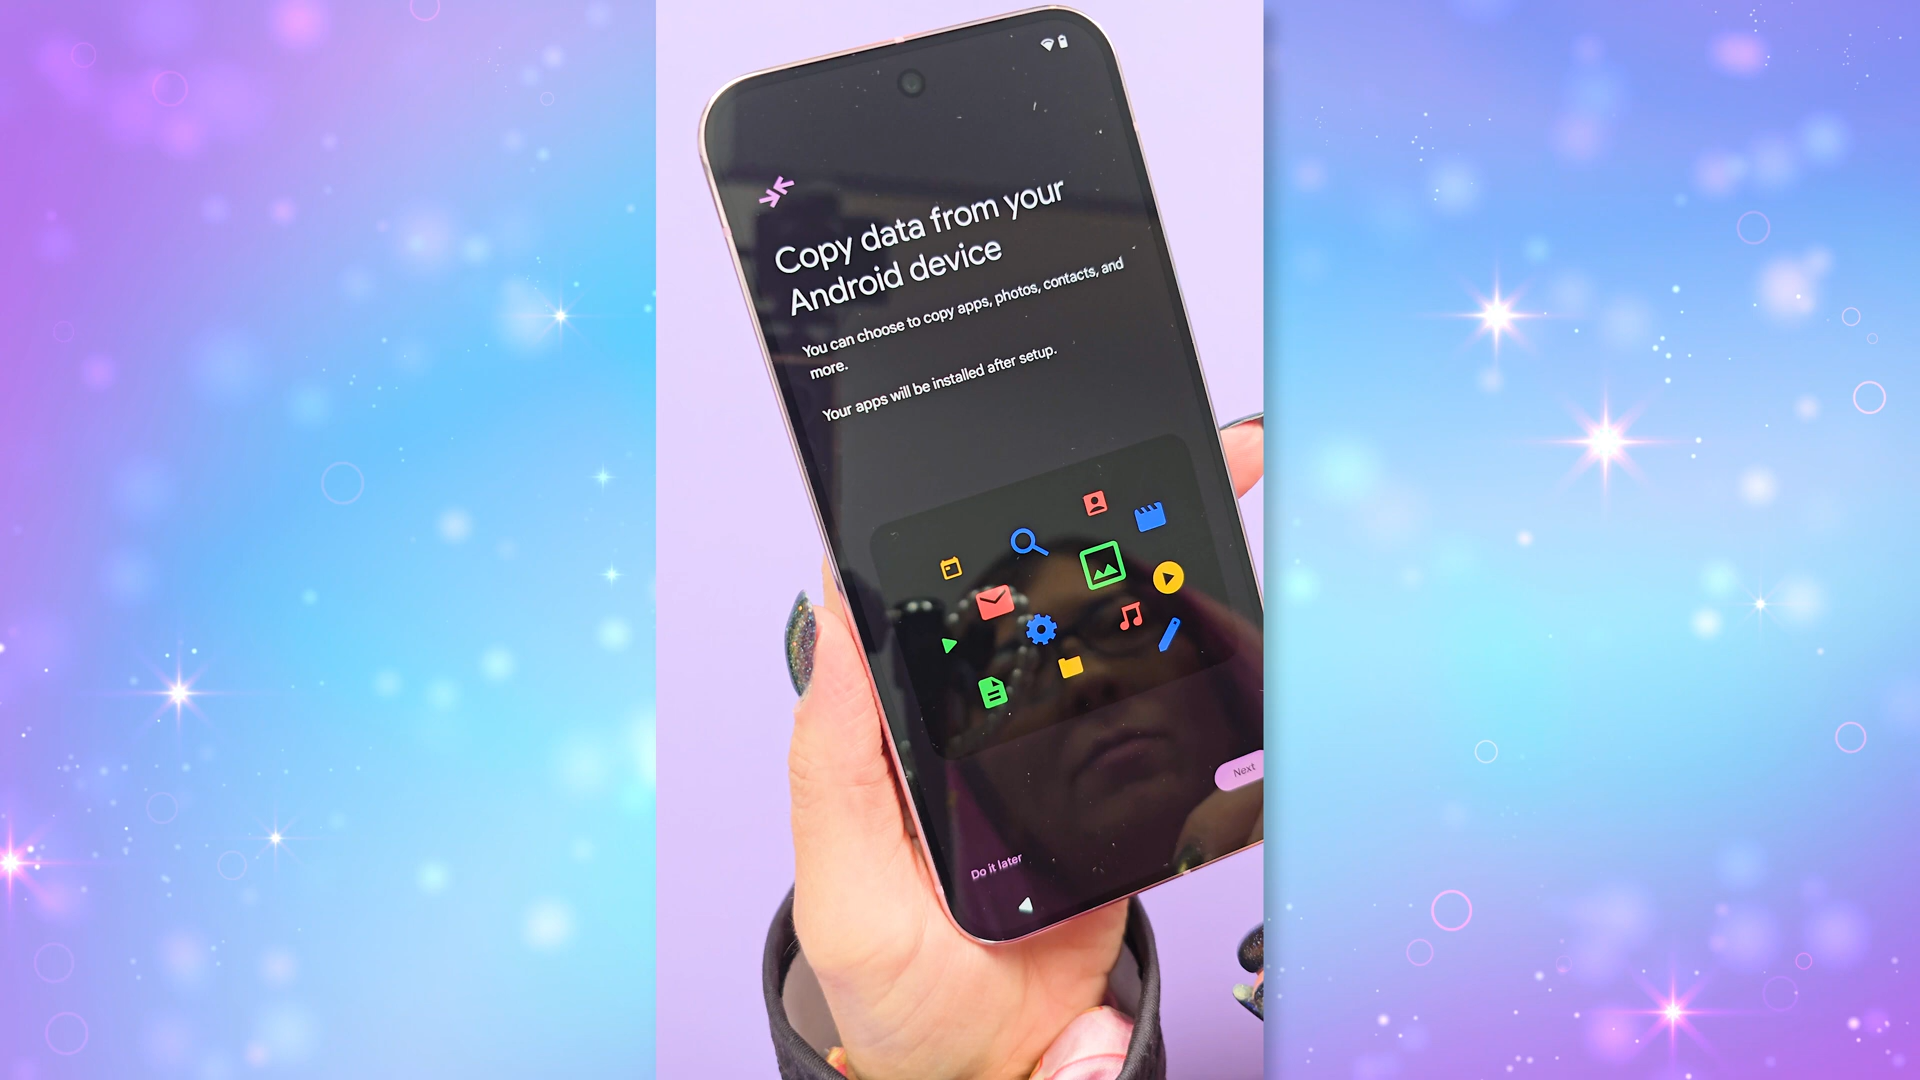 Copy data from your
Android device
You can choose to copy apps, photos, contacts, and
more.
Your apps will be installed after setup.
Next
Do it later